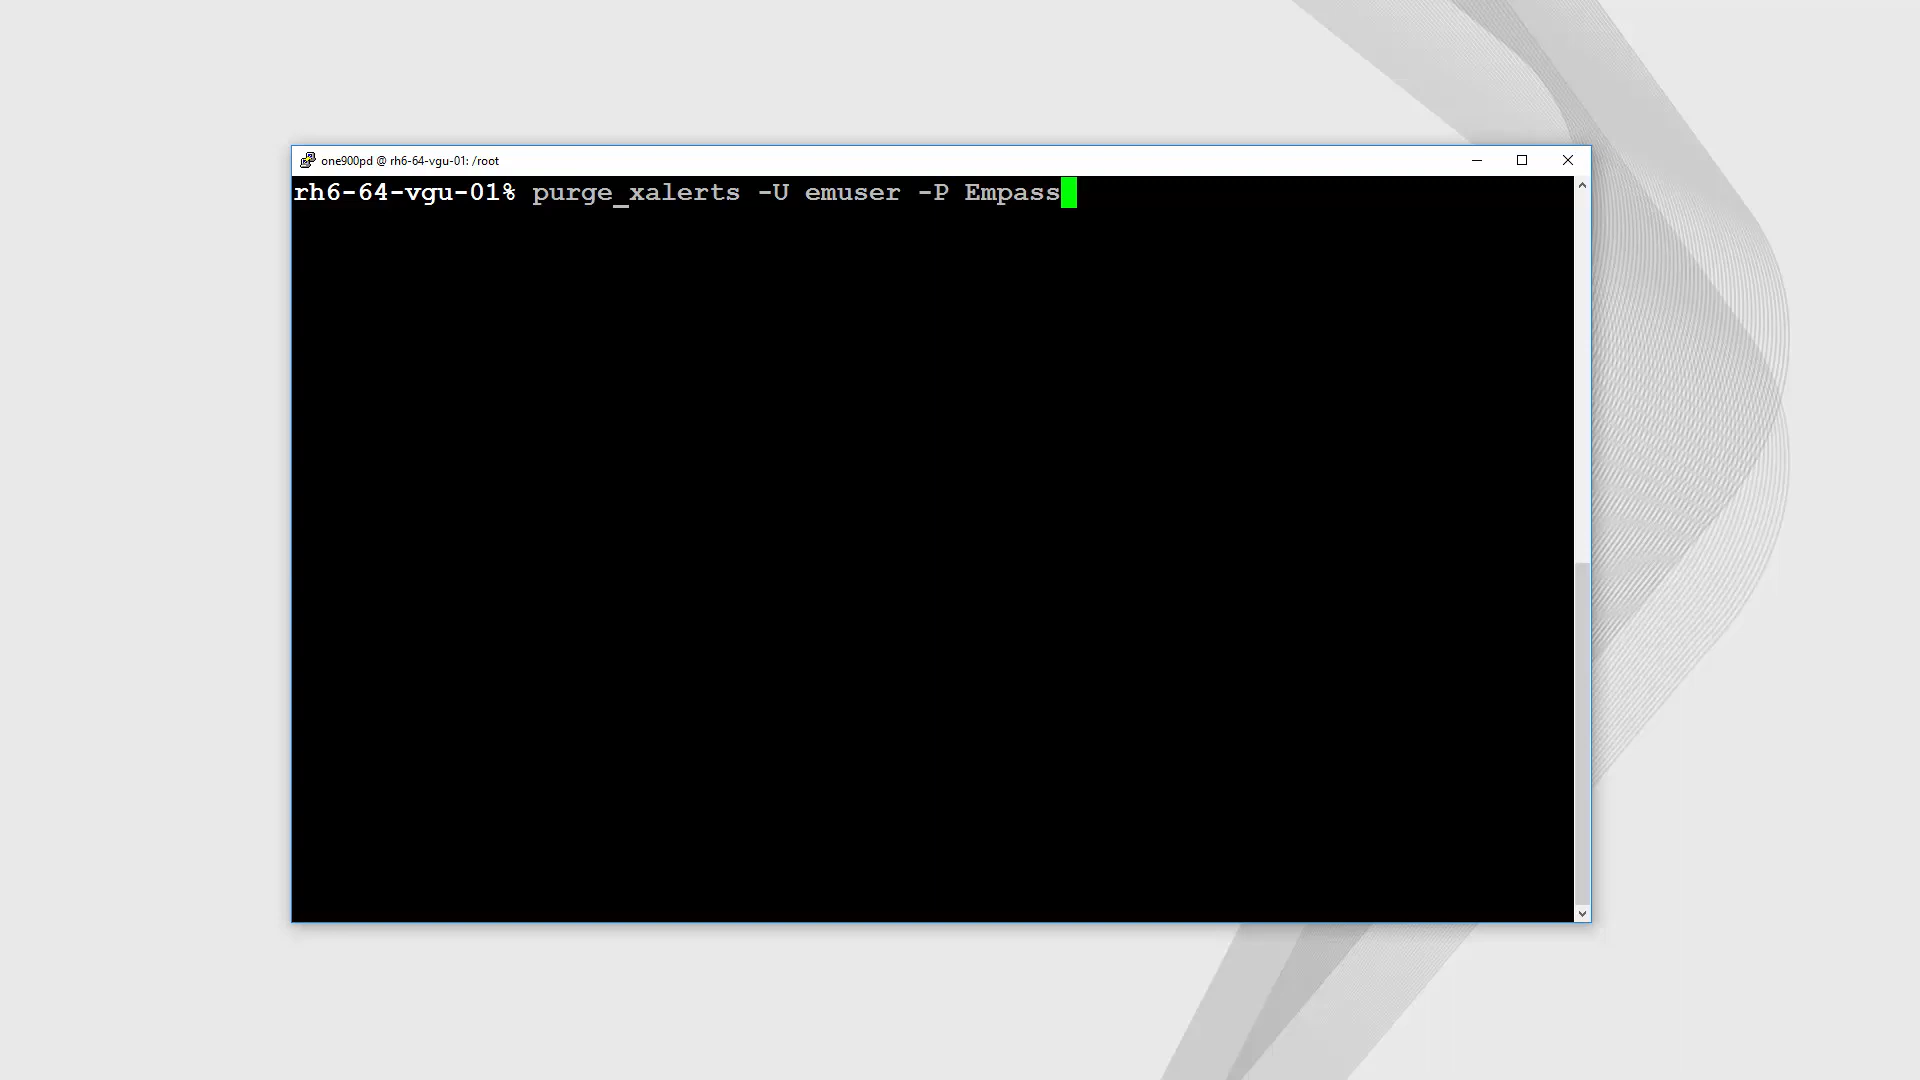 one900pd @ rh6-64-vgu-01: /root
rh6-64-vgu-01% purge_xalerts -U emuser -P Empass